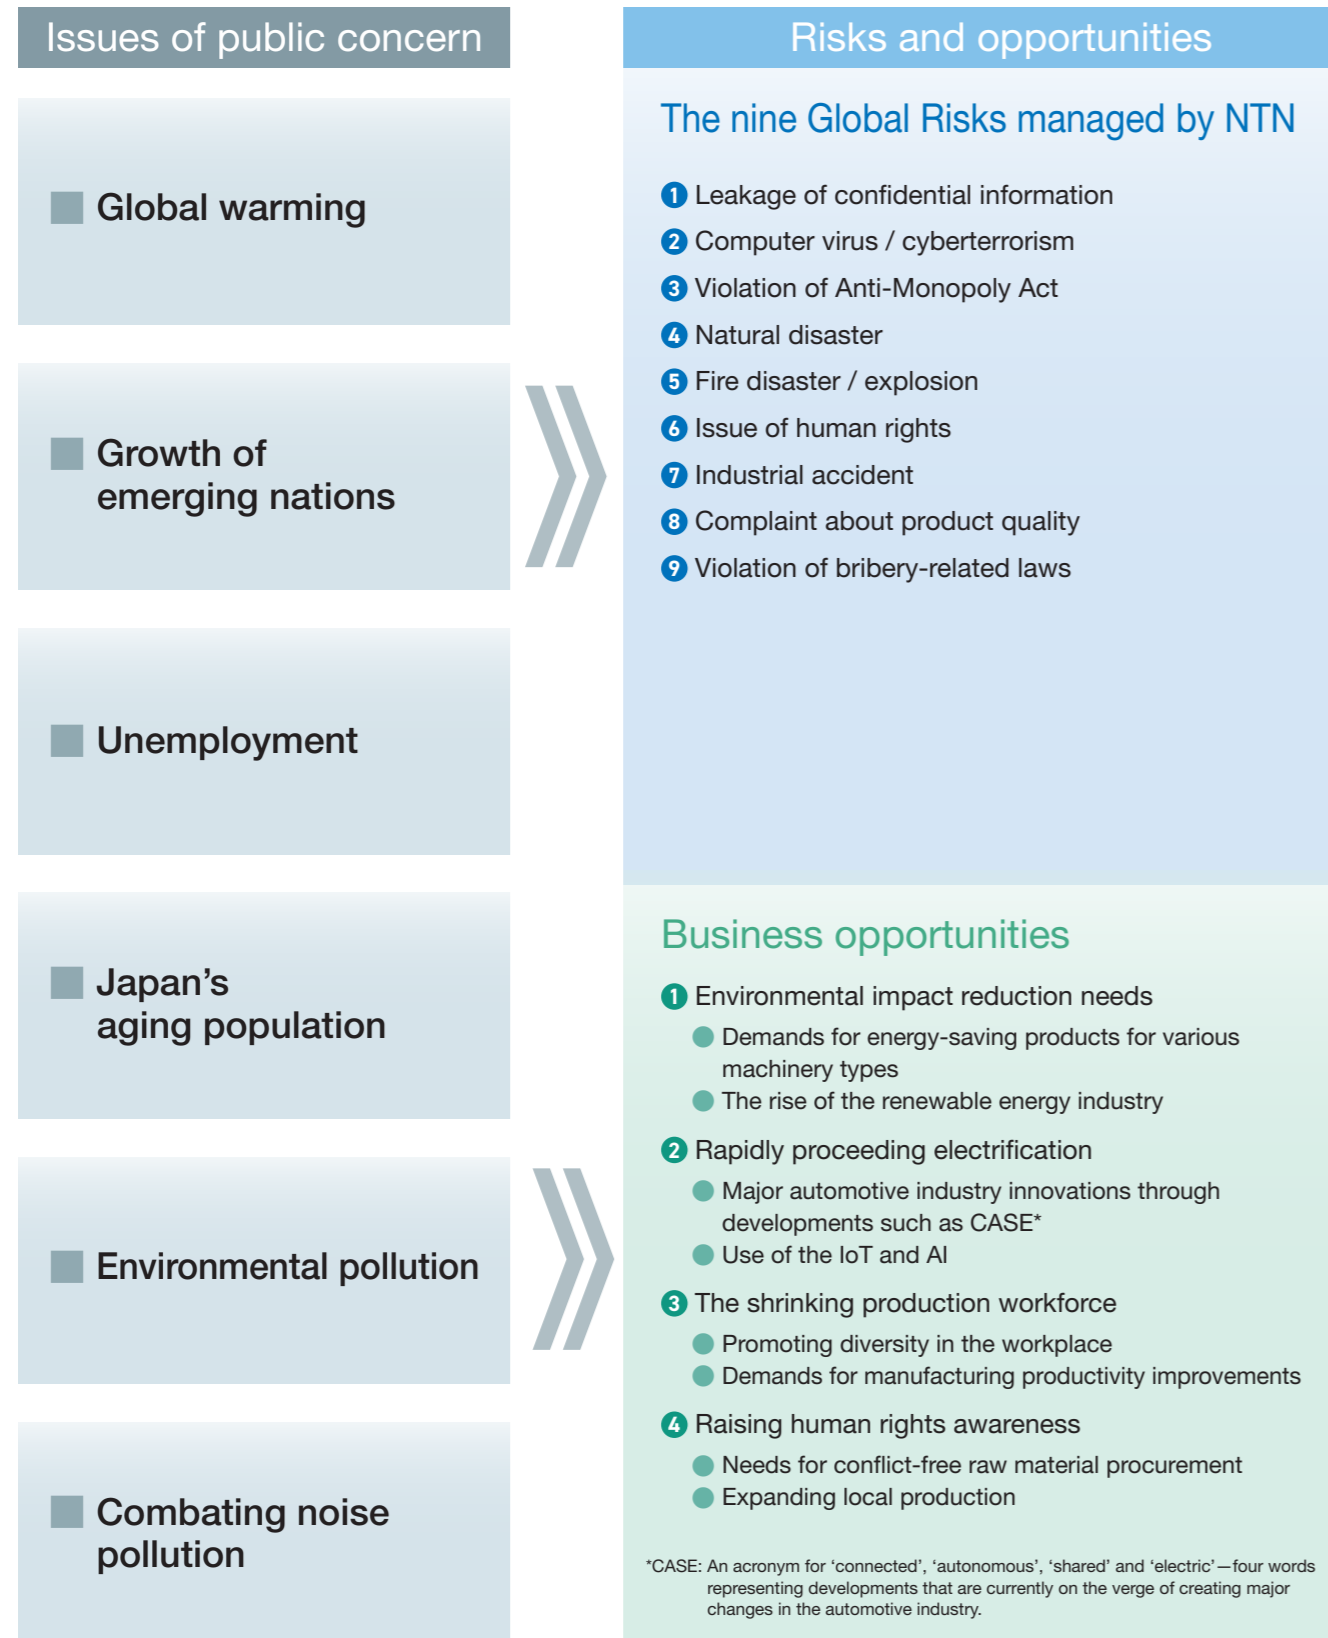 Issues of public concern
Global warming
Growth of
emerging nations
Unemployment
Japan’s
aging population
Environmental pollution
Combating noise
pollution
Risks and opportunities
The nine Global Risks managed by NTN
1 Leakage of confidential information
2 Computer virus / cyberterrorism
3 Violation of Anti-Monopoly Act
4 Natural disaster
5 Fire disaster / explosion
6 Issue of human rights
7 Industrial accident
8 Complaint about product quality
9 Violation of bribery-related laws
Business opportunities
1 Environmental impact reduction needs
Demands for energy-saving products for various
machinery types
The rise of the renewable energy industry
2 Rapidly proceeding electrification
Major automotive industry innovations through
developments such as CASE*
Use of the IoT and AI
3 The shrinking production workforce
Promoting diversity in the workplace
Demands for manufacturing productivity improvements
4 Raising human rights awareness
Needs for conflict-free raw material procurement
Expanding local production
*CASE: An acronym for ‘connected’, ‘autonomous’, ‘shared’ and ‘electric’—four words
representing developments that are currently on the verge of creating major
changes in the automotive industry.